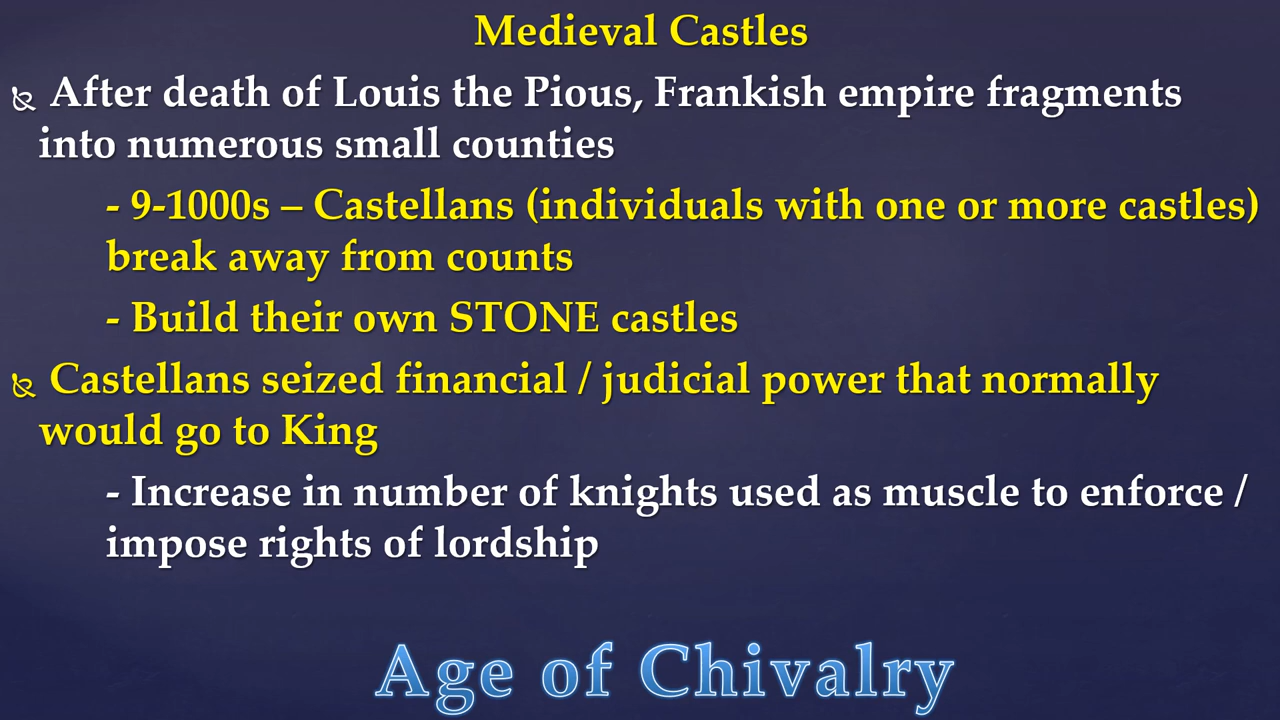 Medieval Castles
After death of Louis the Pious, Frankish empire fragments
into numerous small counties
- 9-1000s – Castellans (individuals with one or more castles)
break away from counts
- Build their own STONE castles
Castellans seized financial / judicial power that normally
would go to King
- Increase in number of knights used as muscle to enforce /
impose rights of lordship
Age of Chivalry